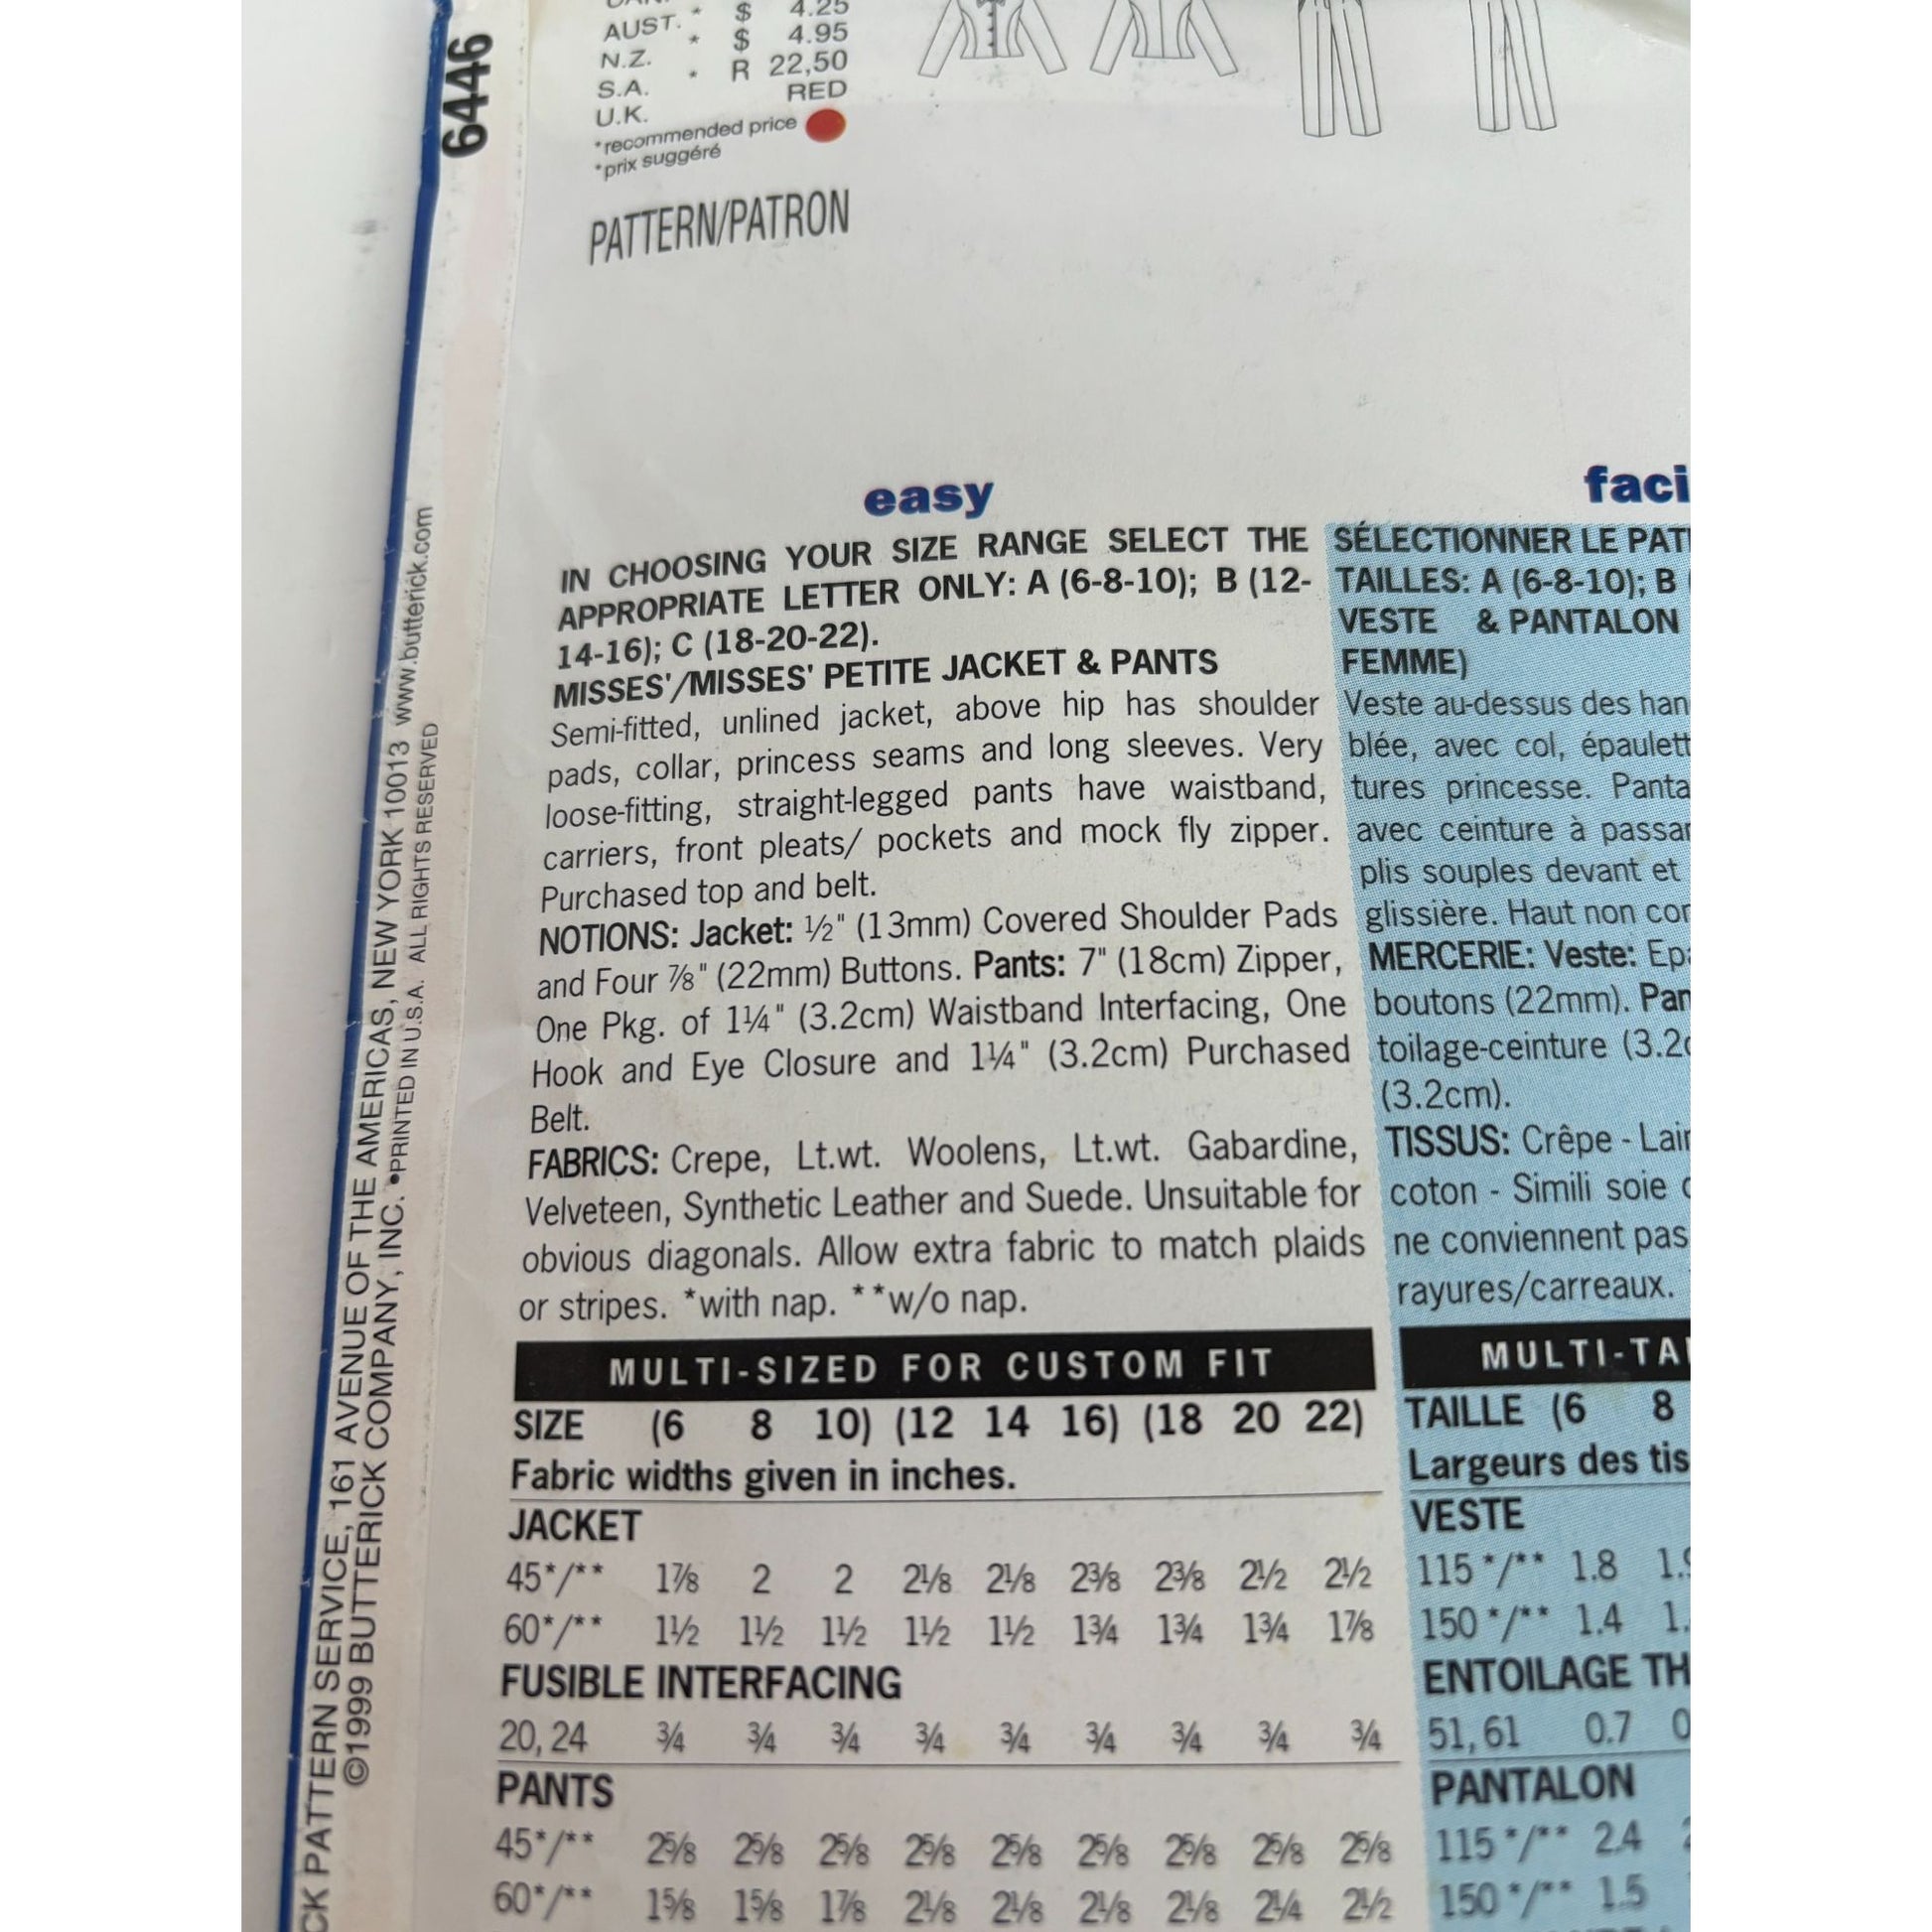 6446
AUST. * $ 4.25
N.Z. * $ 4.95
S.A. * R 22,50
U.K. RED
*recommended price
*prix suggéré
PATTERN/PATRON
easy
IN CHOOSING YOUR SIZE RANGE SELECT THE
APPROPRIATE LETTER ONLY: A (6-8-10); B (12-
14-16); C (18-20-22).
MISSES'/MISSES' PETITE JACKET & PANTS
Semi-fitted, unlined jacket, above hip has shoulder
pads, collar, princess seams and long sleeves. Very
loose-fitting, straight-legged pants have waistband,
carriers, front pleats/ pockets and mock fly zipper.
Purchased top and belt.
NOTIONS: Jacket: ½" (13mm) Covered Shoulder Pads
and Four ⅞" (22mm) Buttons. Pants: 7" (18cm) Zipper,
One Pkg. of 1¼" (3.2cm) Waistband Interfacing, One
Hook and Eye Closure and 1¼" (3.2cm) Purchased
Belt.
FABRICS: Crepe, Lt.wt. Woolens, Lt.wt. Gabardine,
Velveteen, Synthetic Leather and Suede. Unsuitable for
obvious diagonals. Allow extra fabric to match plaids
or stripes. *with nap. **w/o nap.
MULTI-SIZED FOR CUSTOM FIT
SIZE (6 8 10) (12 14 16) (18 20 22)
Fabric widths given in inches.
JACKET
45*/** 1⅞ 2 2 2⅛ 2⅛ 2⅜ 2⅜ 2½ 2½
60*/** 1½ 1½ 1½ 1½ 1½ 1¾ 1¾ 1¾ 1⅞
FUSIBLE INTERFACING
20, 24 ¾ ¾ ¾ ¾ ¾ ¾ ¾ ¾ ¾
PANTS
45*/** 2⅝ 2⅝ 2⅝ 2⅝ 2⅝ 2⅝ 2⅝ 2⅝ 2⅝
60*/** 1⅝ 1⅝ 1⅞ 2⅛ 2⅛ 2⅛ 2⅛ 2¼ 2½
faci
SÉLECTIONNER LE PAT
TAILLES: A (6-8-10); B
VESTE & PANTALON
FEMME)
Veste au-dessus des han
blée, avec col, épaulett
tures princesse. Panta
avec ceinture à passan
plis souples devant et
glissière. Haut non cor
MERCERIE: Veste: Epa
boutons (22mm). Pan
toilage-ceinture (3.2c
(3.2cm).
TISSUS: Crêpe - Lain
coton - Simili soie
ne conviennent pas
rayures/carreaux.
MULTI-TAI
TAILLE (6 8
Largeurs des tis
VESTE
115 */** 1.8 1.9
150 */** 1.4 1.
ENTOILAGE TH
51, 61 0.7 0
PANTALON
115 */** 2.4
150 */** 1.5
CK PATTERN SERVICE, 161 AVENUE OF THE AMERICAS, NEW YORK 10013 www.butterick.com
©1999 BUTTERICK COMPANY, INC. •PRINTED IN U.S.A. ALL RIGHTS RESERVED